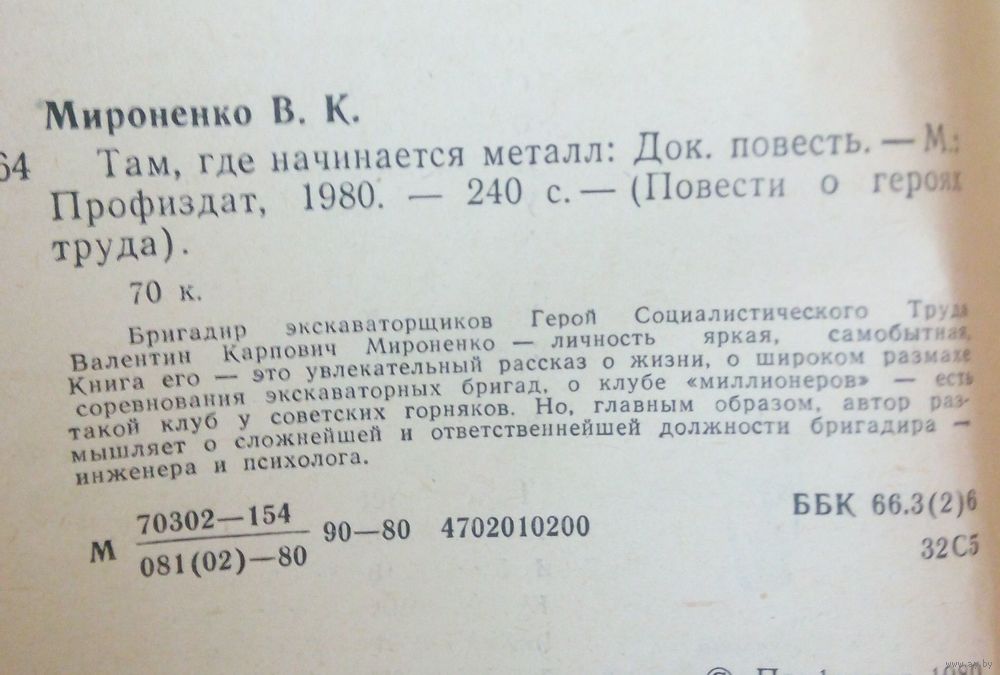 Мироненко В. К.
64 Там, где начинается металл: Док. повесть. — М.:
Профиздат, 1980. — 240 с. — (Повести о героях
труда).
70 к.
Бригадир экскаваторщиков Герой Социалистического Труда
Валентин Карпович Мироненко — личность яркая, самобытная.
Книга его — это увлекательный рассказ о жизни, о широком размахе
соревнования экскаваторных бригад, о клубе «миллионеров» — есть
такой клуб у советских горняков. Но, главным образом, автор раз-
мышляет о сложнейшей и ответственнейшей должности бригадира —
инженера и психолога.
М 70302—154
081(02)—80 90—80 4702010200
ББК 66.3(2)6
32С5
©
www.ay.by